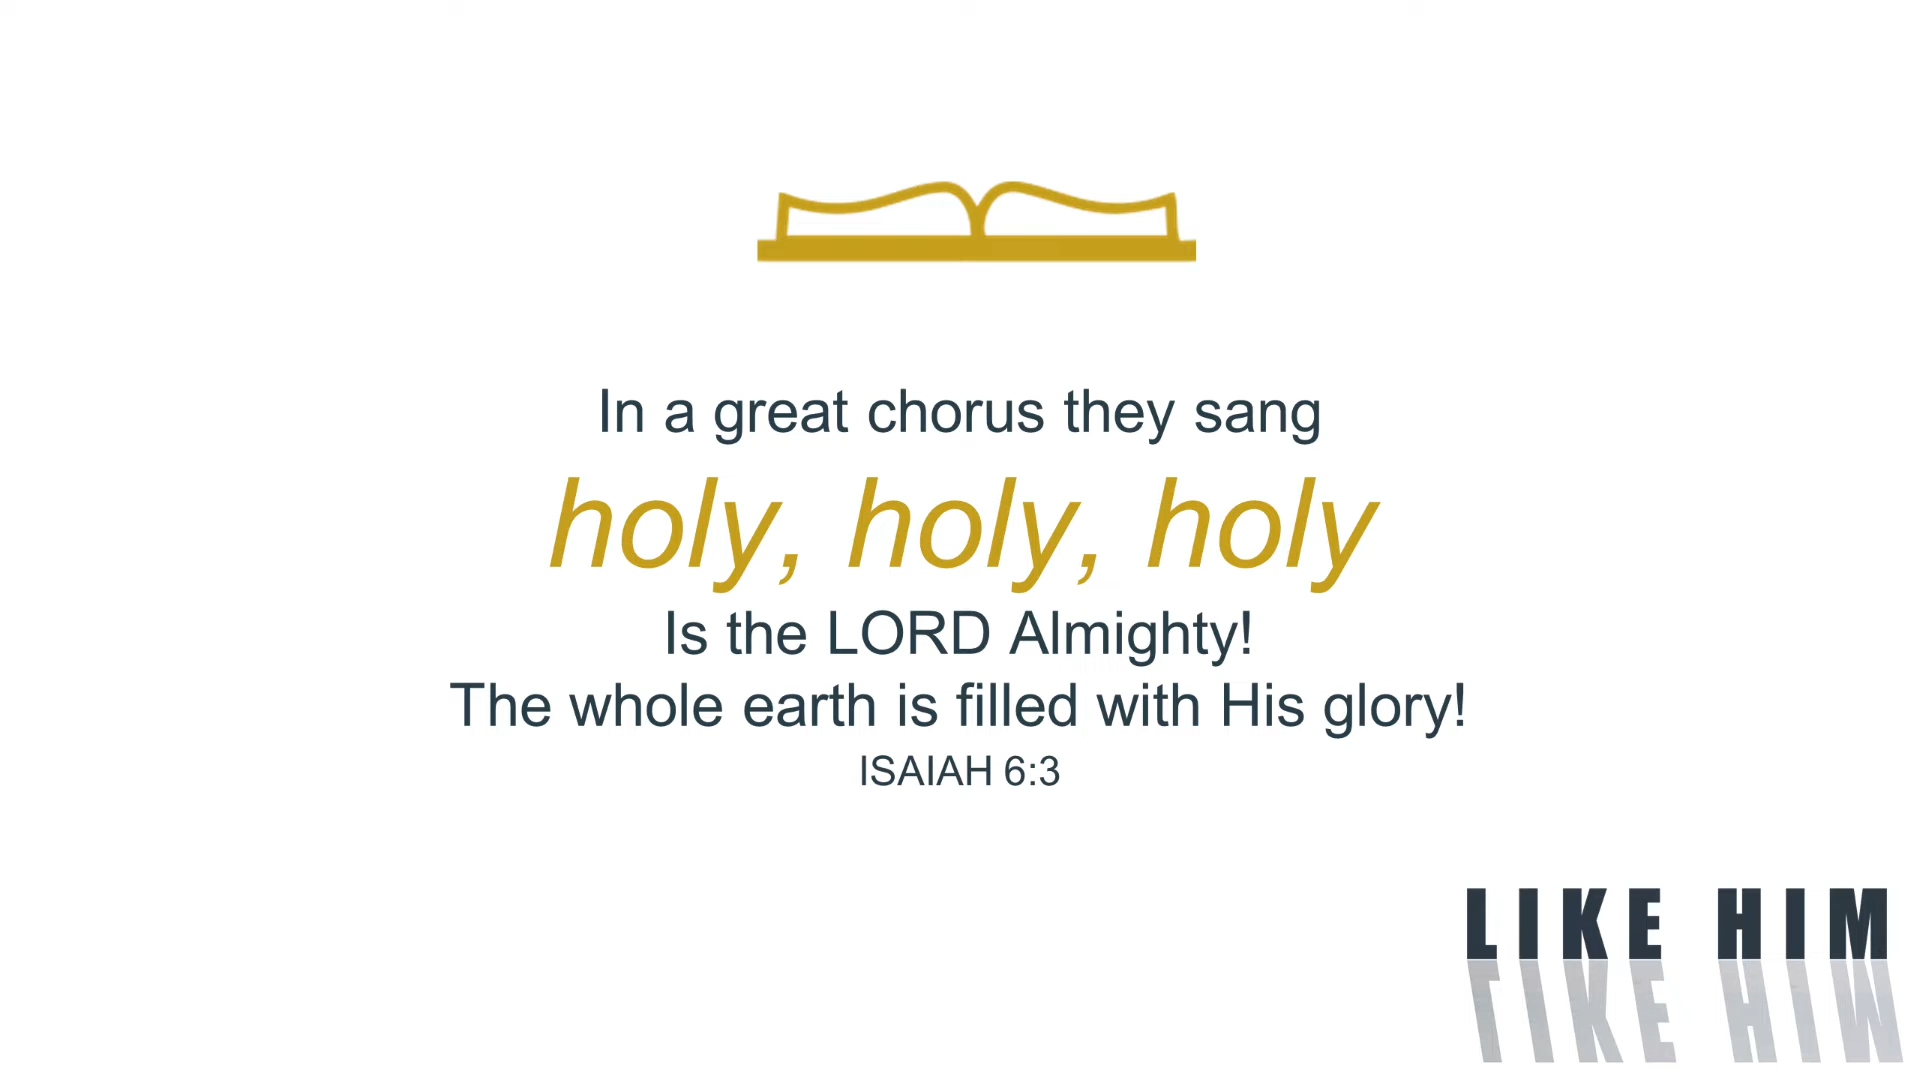 In a great chorus they sang
holy, holy, holy
Is the LORD Almighty!
The whole earth is filled with His glory!
ISAIAH 6:3
LIKE HIM